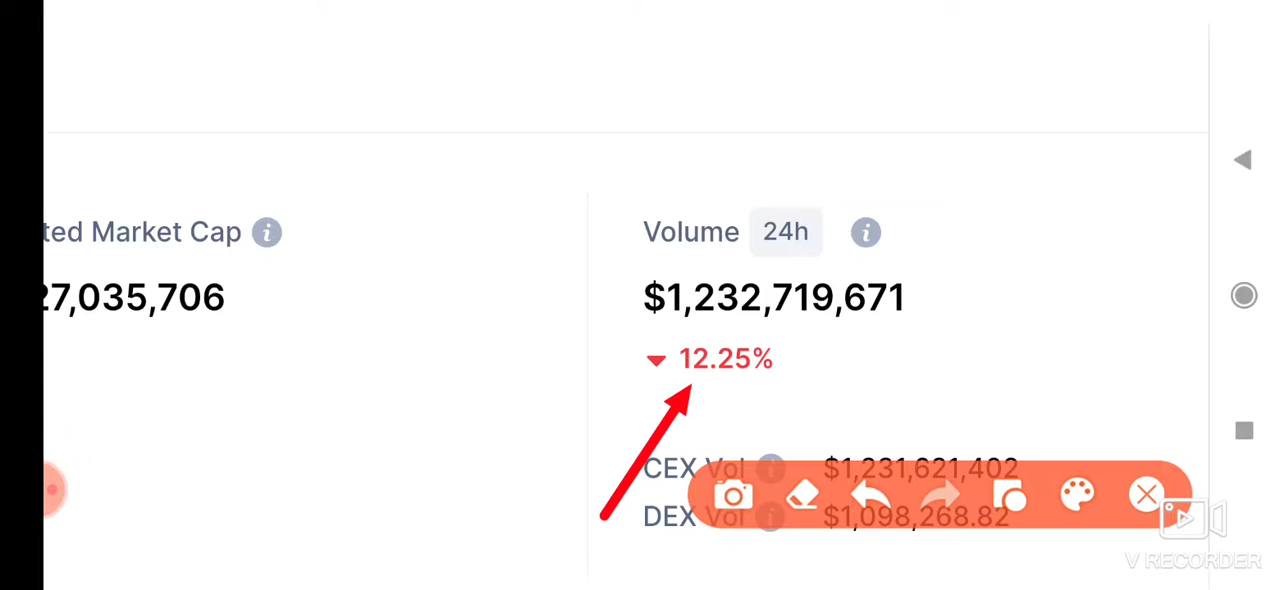 ted Market Cap
27,035,706
Volume 24h
$1,232,719,671
12.25%
CEX Vol $1,231,621,402
DEX Vol $1,098,268.82
V RECORDER